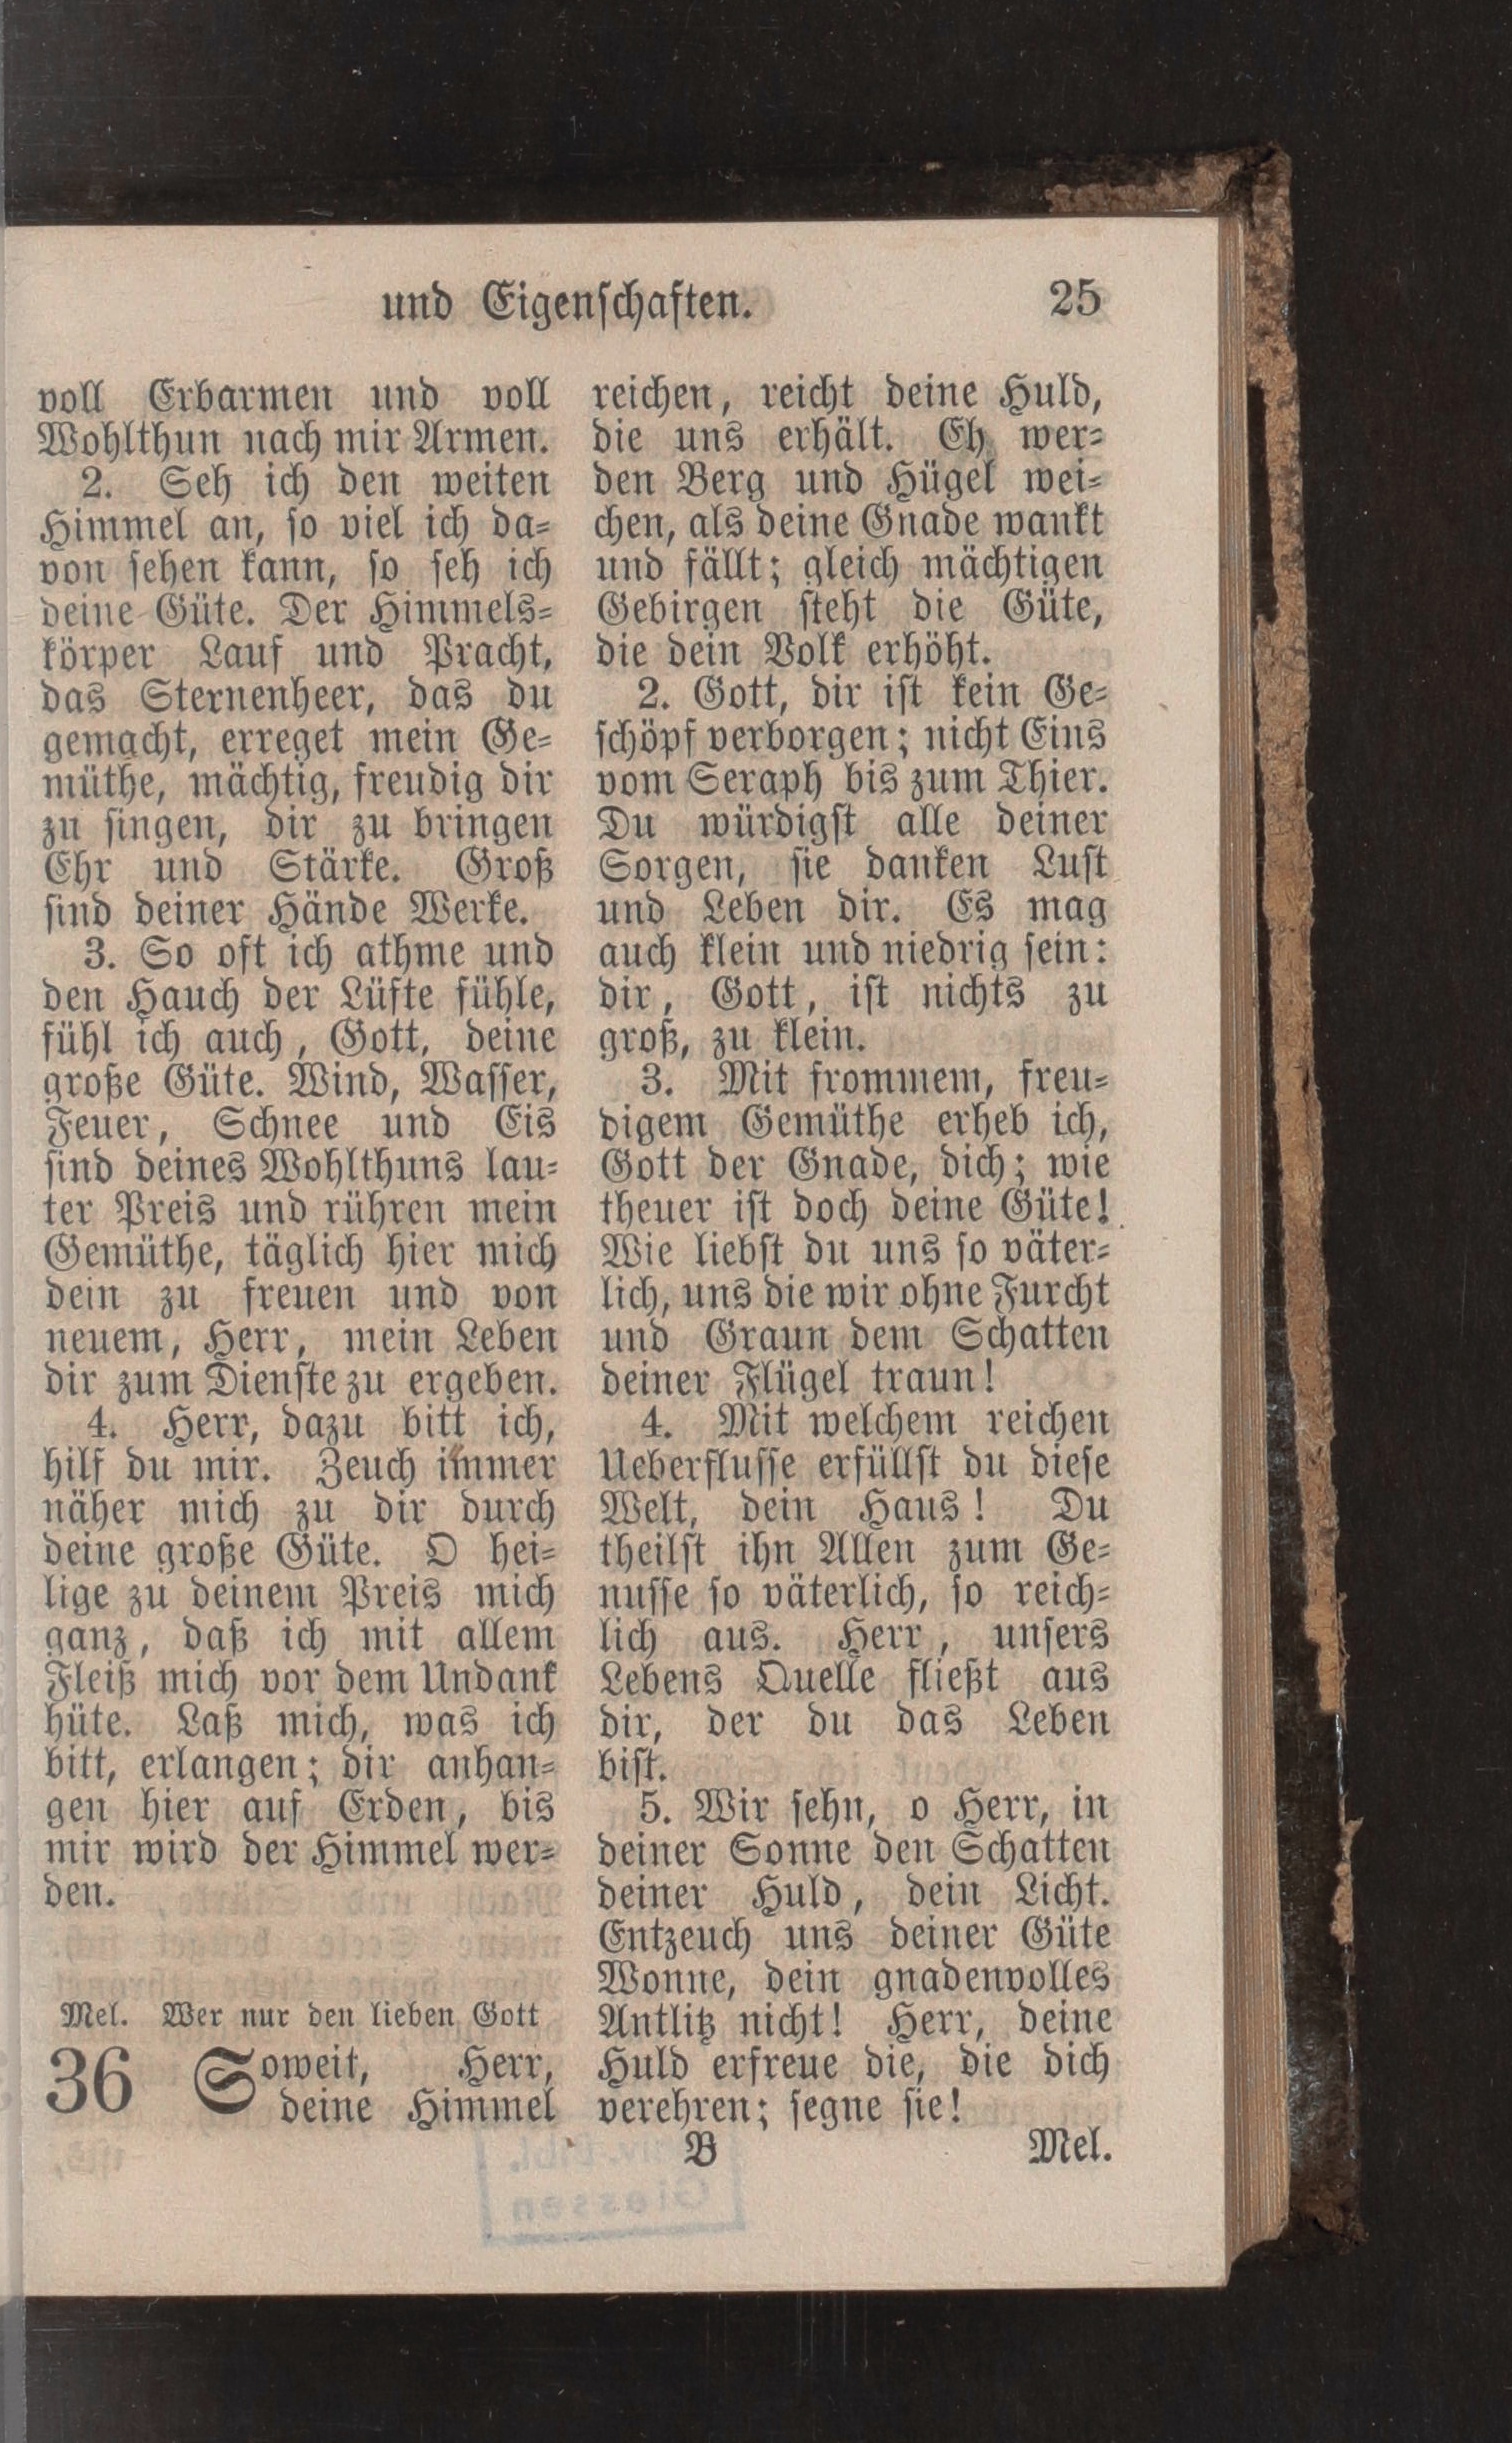 und Eigenschaften. 25
voll Erbarmen und voll
Wohlthun nach mir Armen.
2. Seh ich den weiten
Himmel an, so viel ich da-
von sehen kann, so seh ich
deine Güte. Der Himmels-
körper Lauf und Pracht,
das Sternenheer, das du
gemacht, erreget mein Ge-
müthe, mächtig, freudig dir
zu singen, dir zu bringen
Ehr und Stärke. Groß
sind deiner Hände Werke.
3. So oft ich athme und
den Hauch der Lüfte fühle,
fühl ich auch, Gott, deine
große Güte. Wind, Wasser,
Feuer, Schnee und Eis
sind deines Wohlthuns lau-
ter Preis und rühren mein
Gemüthe, täglich hier mich
dein zu freuen und von
neuem, Herr, mein Leben
dir zum Dienste zu ergeben.
4. Herr, dazu bitt ich,
hilf du mir. Zeuch immer
näher mich zu dir durch
deine große Güte. O hei-
lige zu deinem Preis mich
ganz, daß ich mit allem
Fleiß mich vor dem Undank
hüte. Laß mich, was ich
bitt, erlangen; dir anhan-
gen hier auf Erden, bis
mir wird der Himmel wer-
den.
Mel. Wer nur den lieben Gott
36 Soweit, Herr,
deine Himmel
reichen, reicht deine Huld,
die uns erhält. Eh wer-
den Berg und Hügel wei-
chen, als deine Gnade wankt
und fällt; gleich mächtigen
Gebirgen steht die Güte,
die dein Volk erhöht.
2. Gott, dir ist kein Ge-
schöpf verborgen; nicht Eins
vom Seraph bis zum Thier.
Du würdigst alle deiner
Sorgen, sie danken Lust
und Leben dir. Es mag
auch klein und niedrig sein:
dir, Gott, ist nichts zu
groß, zu klein.
3. Mit frommem, freu-
digem Gemüthe erheb ich,
Gott der Gnade, dich; wie
theuer ist doch deine Güte!
Wie liebst du uns so väter-
lich, uns die wir ohne Furcht
und Graun dem Schatten
deiner Flügel traun!
4. Mit welchem reichen
Ueberflusse erfüllst du diese
Welt, dein Haus! Du
theilst ihn Allen zum Ge-
nusse so väterlich, so reich-
lich aus. Herr, unsers
Lebens Quelle fließt aus
dir, der du das Leben
bist.
5. Wir sehn, o Herr, in
deiner Sonne den Schatten
deiner Huld, dein Licht.
Entzeuch uns deiner Güte
Wonne, dein gnadenvolles
Antlitz nicht! Herr, deine
Huld erfreue die, die dich
verehren; segne sie!
B Mel.